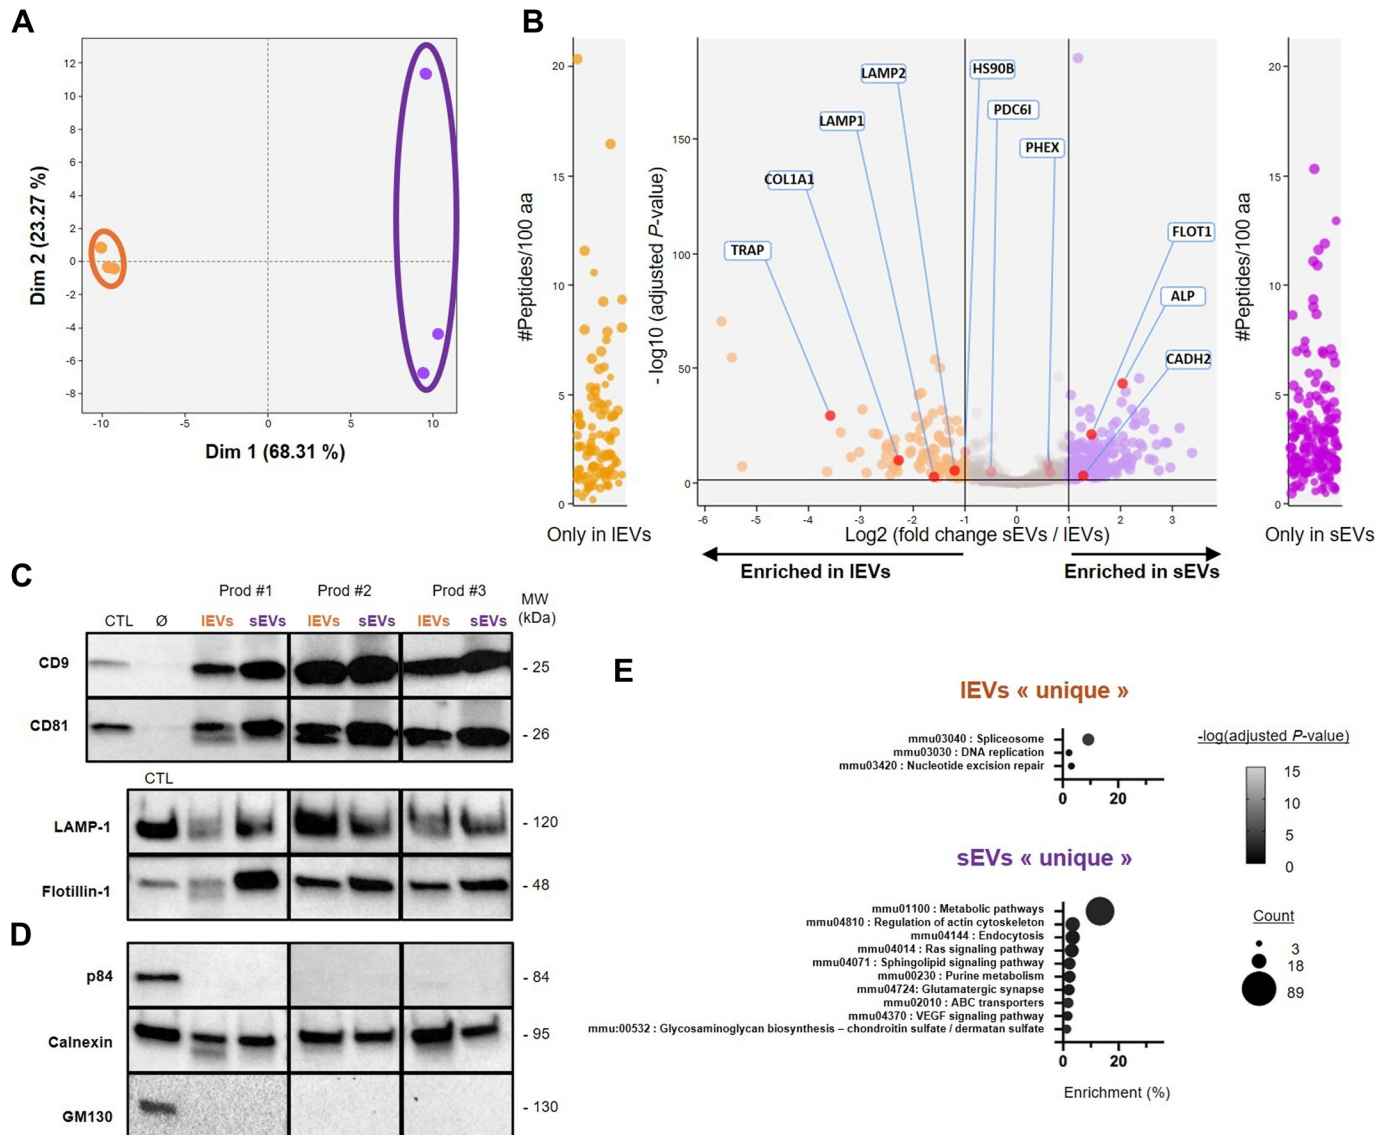 A
12
10
8
6
4
2
0
-2
-4
-6
-8
-10
-5
0
5
10
Dim 2 (23.27 %)
Dim 1 (68.31 %)
B
#Peptides/100 aa
20
15
10
5
0
Only in lEVs
- log10 (adjusted P-value)
150
100
50
0
LAMP2
HS90B
LAMP1
PDC6I
PHEX
COL1A1
TRAP
FLOT1
ALP
CADH2
-6
-5
-4
-3
-2
-1
0
1
2
3
Log2 (fold change sEVs / lEVs)
Enriched in lEVs
Enriched in sEVs
#Peptides/100 aa
20
15
10
5
0
Only in sEVs
C
Prod #1
Prod #2
Prod #3
MW
(kDa)
CTL
Ø
lEVs
sEVs
lEVs
sEVs
lEVs
sEVs
CD9
- 25
CD81
- 26
CTL
LAMP-1
- 120
Flotillin-1
- 48
D
p84
- 84
Calnexin
- 95
GM130
- 130
E
lEVs « unique »
mmu03040 : Spliceosome
mmu03030 : DNA replication
mmu03420 : Nucleotide excision repair
0
20
sEVs « unique »
mmu01100 : Metabolic pathways
mmu04810 : Regulation of actin cytoskeleton
mmu04144 : Endocytosis
mmu04014 : Ras signaling pathway
mmu04071 : Sphingolipid signaling pathway
mmu00230 : Purine metabolism
mmu04724: Glutamatergic synapse
mmu02010 : ABC transporters
mmu04370 : VEGF signaling pathway
mmu:00532 : Glycosaminoglycan biosynthesis – chondroitin sulfate / dermatan sulfate
0
20
Enrichment (%)
-log(adjusted P-value)
15
10
5
0
Count
3
18
89